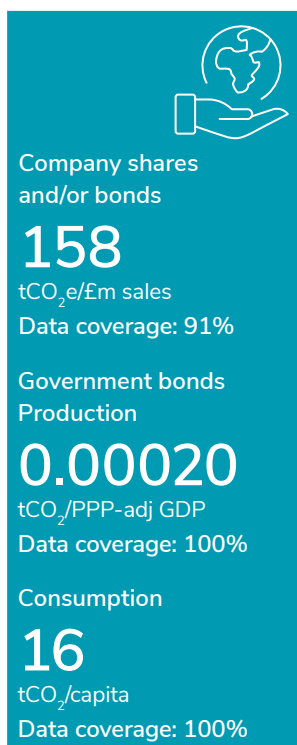 Company shares
and/or bonds
158
tCO₂e/£m sales
Data coverage: 91%
Government bonds
Production
0.00020
tCO₂/PPP-adj GDP
Data coverage: 100%
Consumption
16
tCO₂/capita
Data coverage: 100%